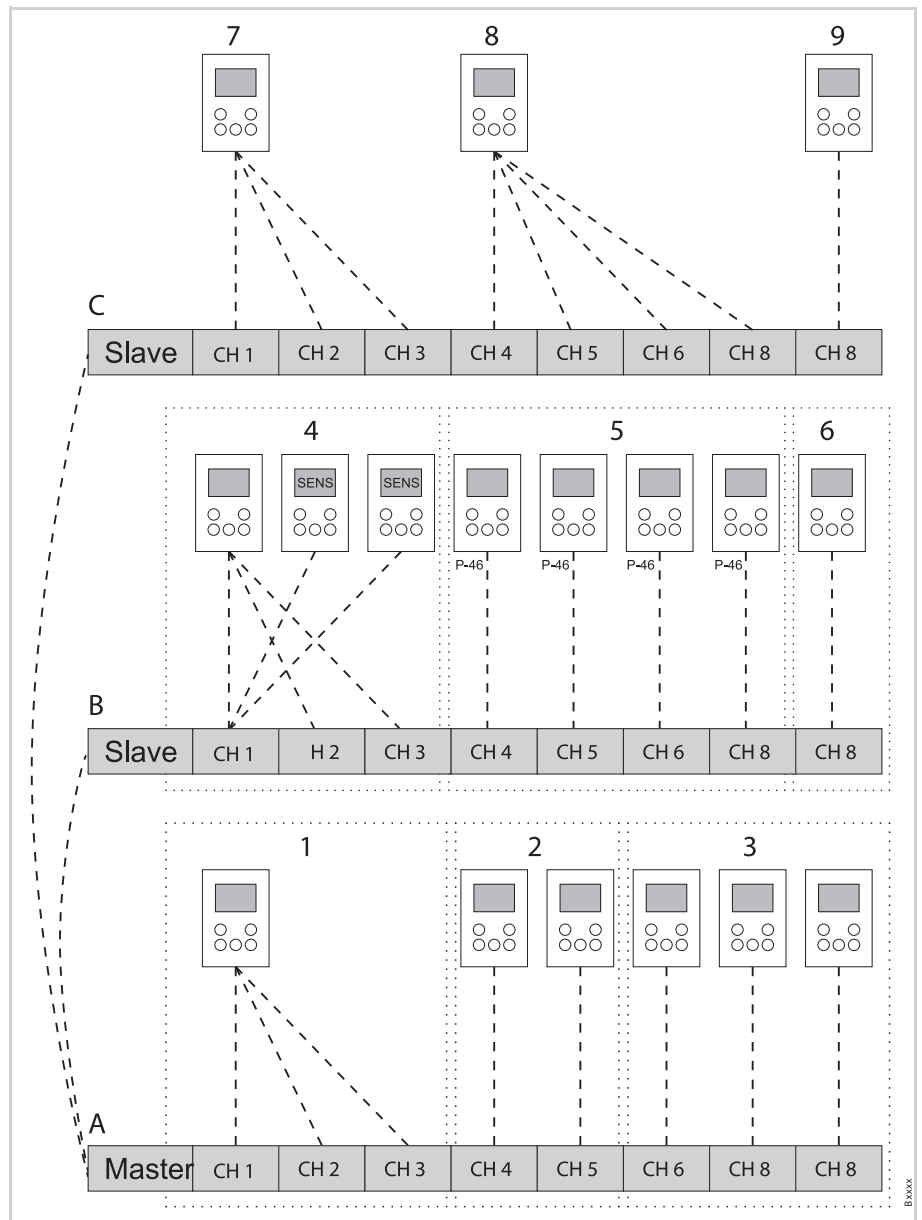 7 8 9
C
Slave CH 1 CH 2 CH 3 CH 4 CH 5 CH 6 CH 8 CH 8
4 5 6
SENS SENS
P-46 P-46 P-46 P-46
B
Slave CH 1 H 2 CH 3 CH 4 CH 5 CH 6 CH 8 CH 8
1 2 3
A
Master CH 1 CH 2 CH 3 CH 4 CH 5 CH 6 CH 8 CH 8
Bxxxx